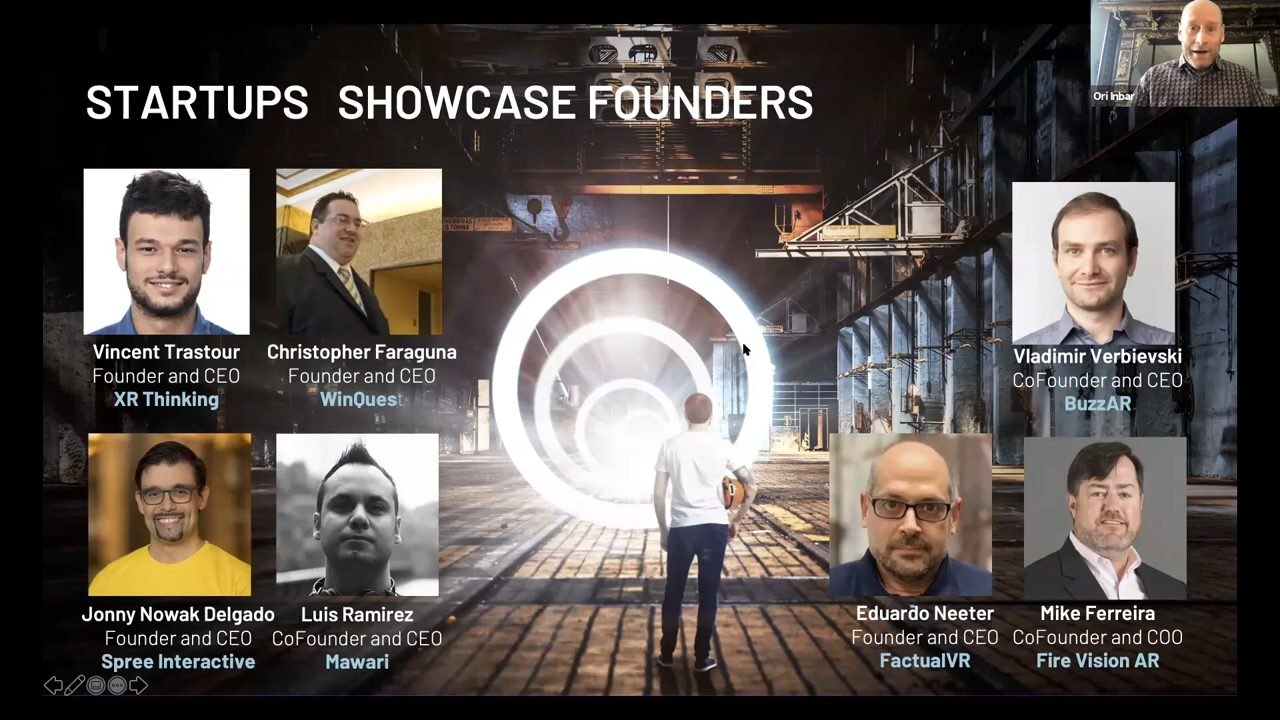 Ori Inbar
STARTUPS SHOWCASE FOUNDERS
Vincent Trastour
Founder and CEO
XR Thinking
Christopher Faraguna
Founder and CEO
WinQuest
Vladimir Verbievski
CoFounder and CEO
BuzzAR
Jonny Nowak Delgado
Founder and CEO
Spree Interactive
Luis Ramirez
CoFounder and CEO
Mawari
Eduardo Neeter
Founder and CEO
FactualVR
Mike Ferreira
CoFounder and COO
Fire Vision AR